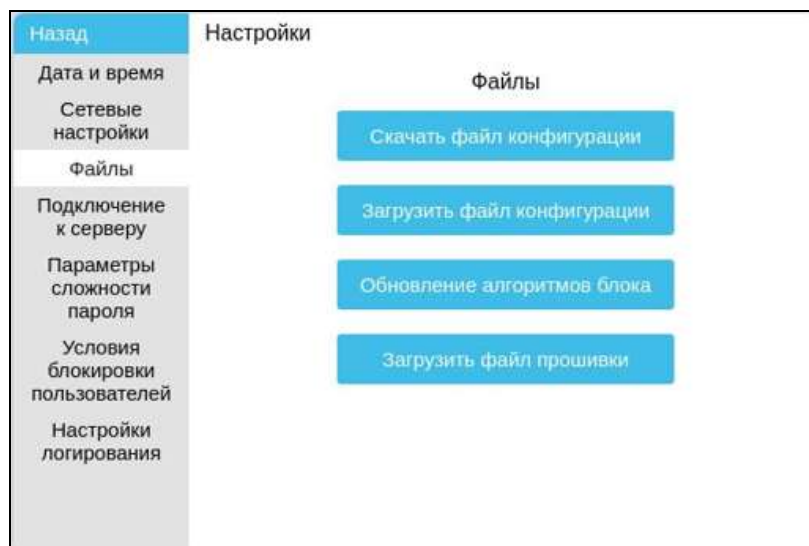 Назад
Дата и время
Сетевые
настройки
Файлы
Подключение
к серверу
Параметры
сложности
пароля
Условия
блокировки
пользователей
Настройки
логирования
Настройки
Файлы
Скачать файл конфигурации
Загрузить файл конфигурации
Обновление алгоритмов блока
Загрузить файл прошивки